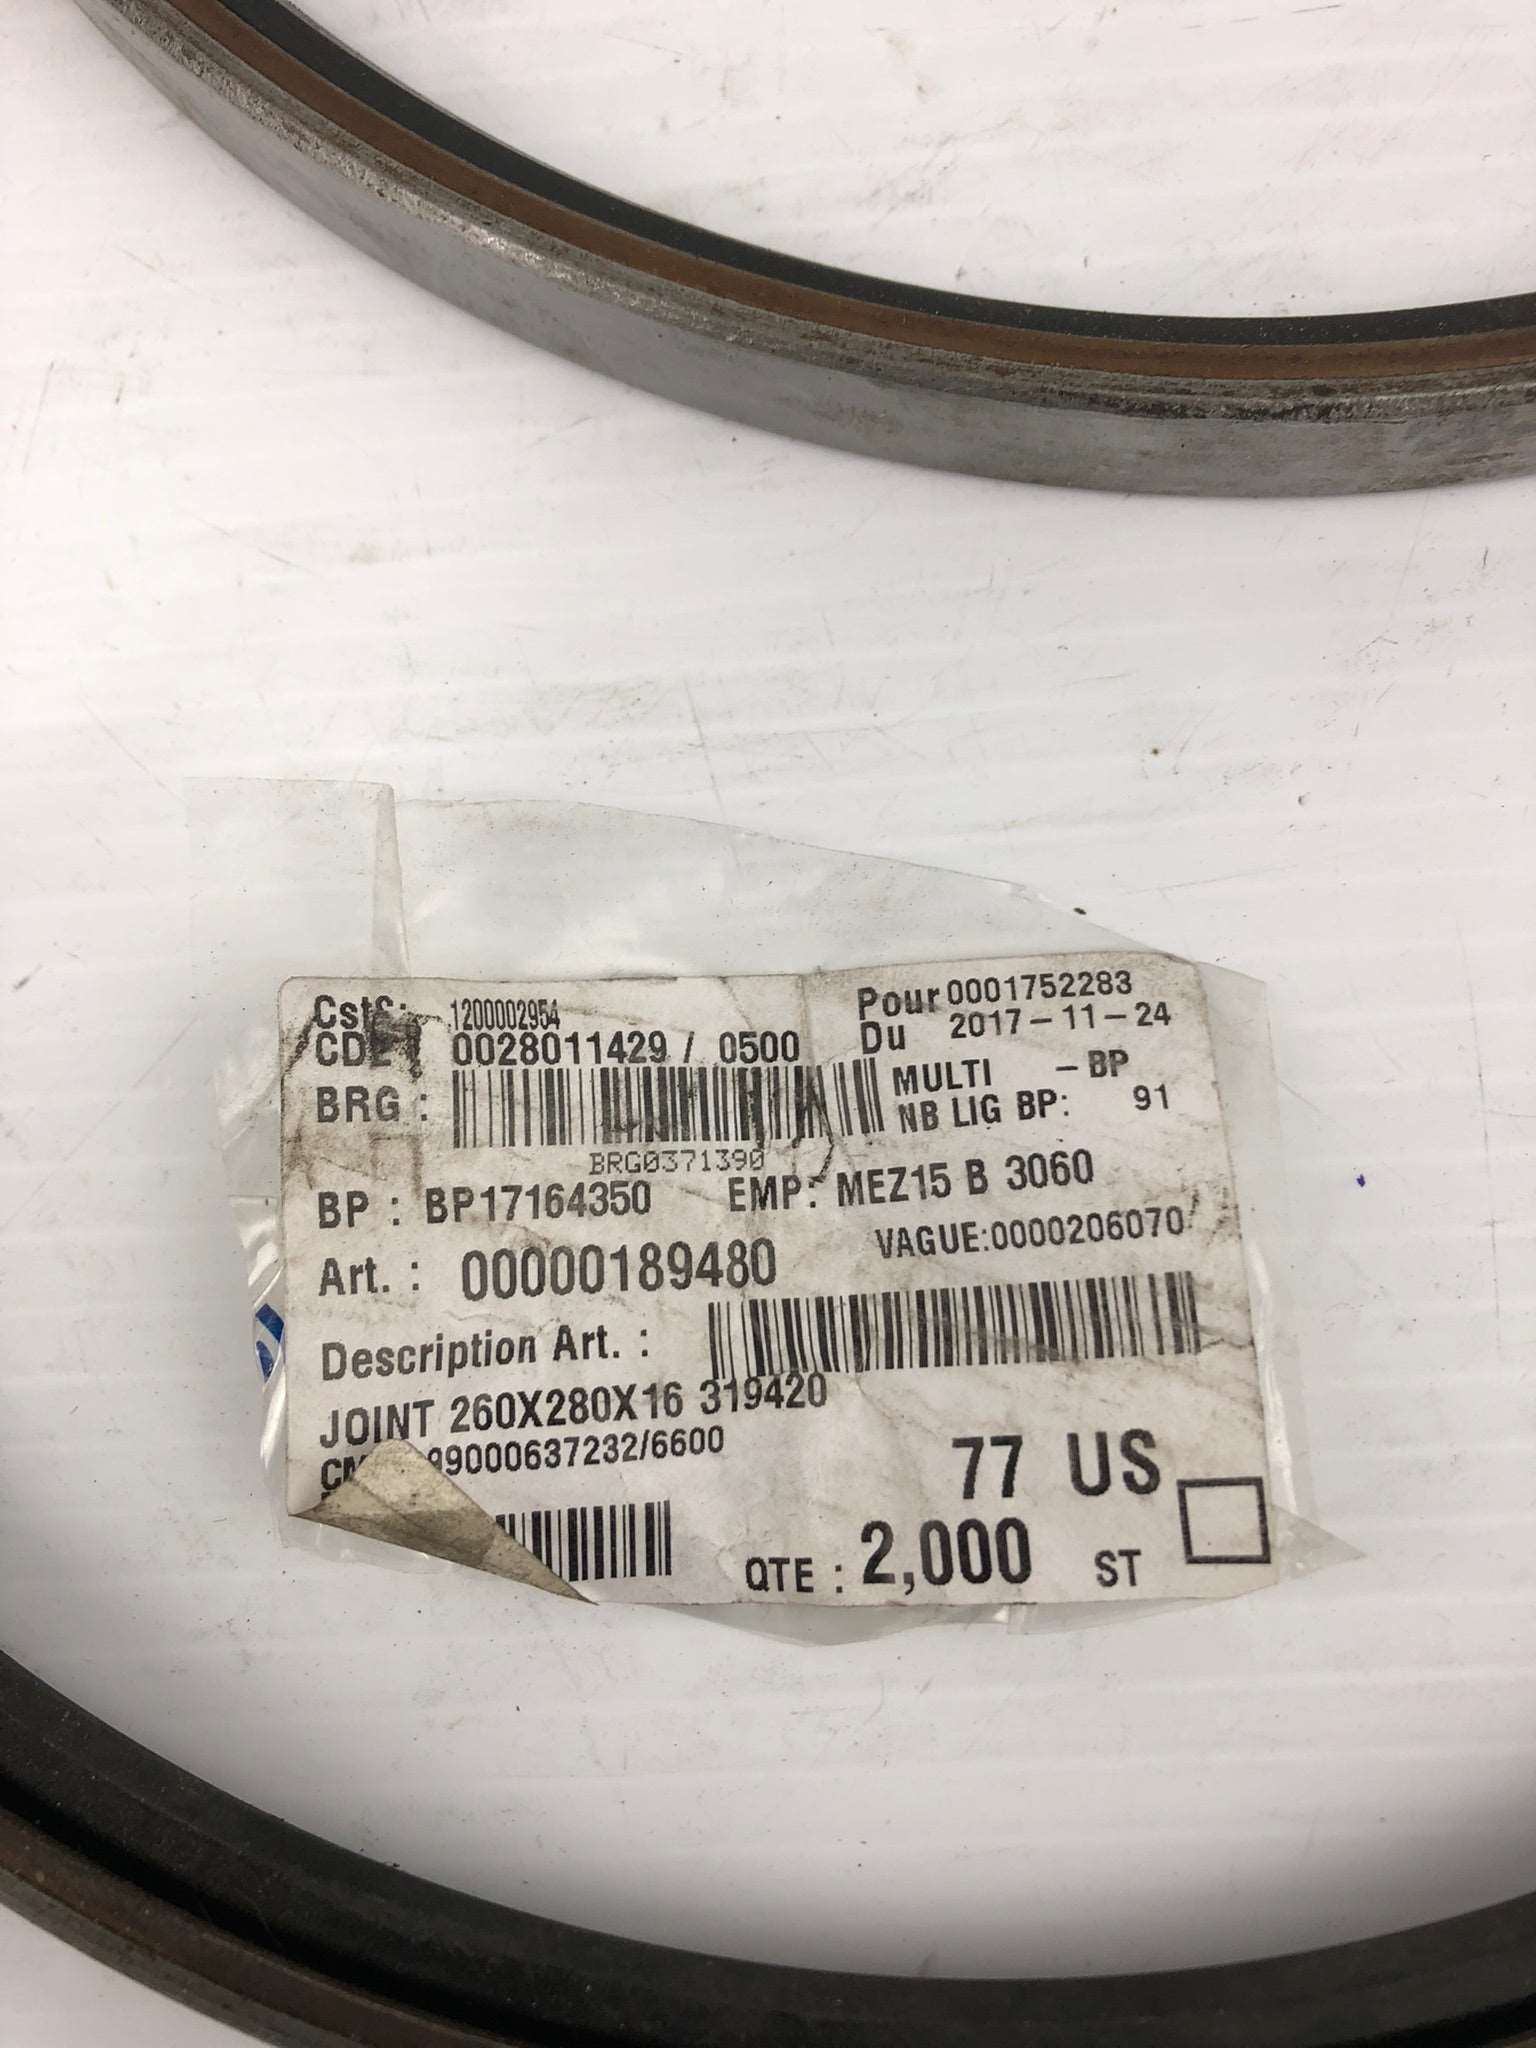 CstS: 1200002954
Pour 0001752283
CDE : 0028011429 / 0500
Du 2017-11-24
BRG :
MULTI -BP
NB LIG BP: 91
BRG0371390
BP : BP17164350 EMP: MEZ15 B 3060
VAGUE:0000206070
Art. : 00000189480
Description Art. :
JOINT 260X280X16 319420
99000637232/6600
77 US
QTE : 2,000 ST